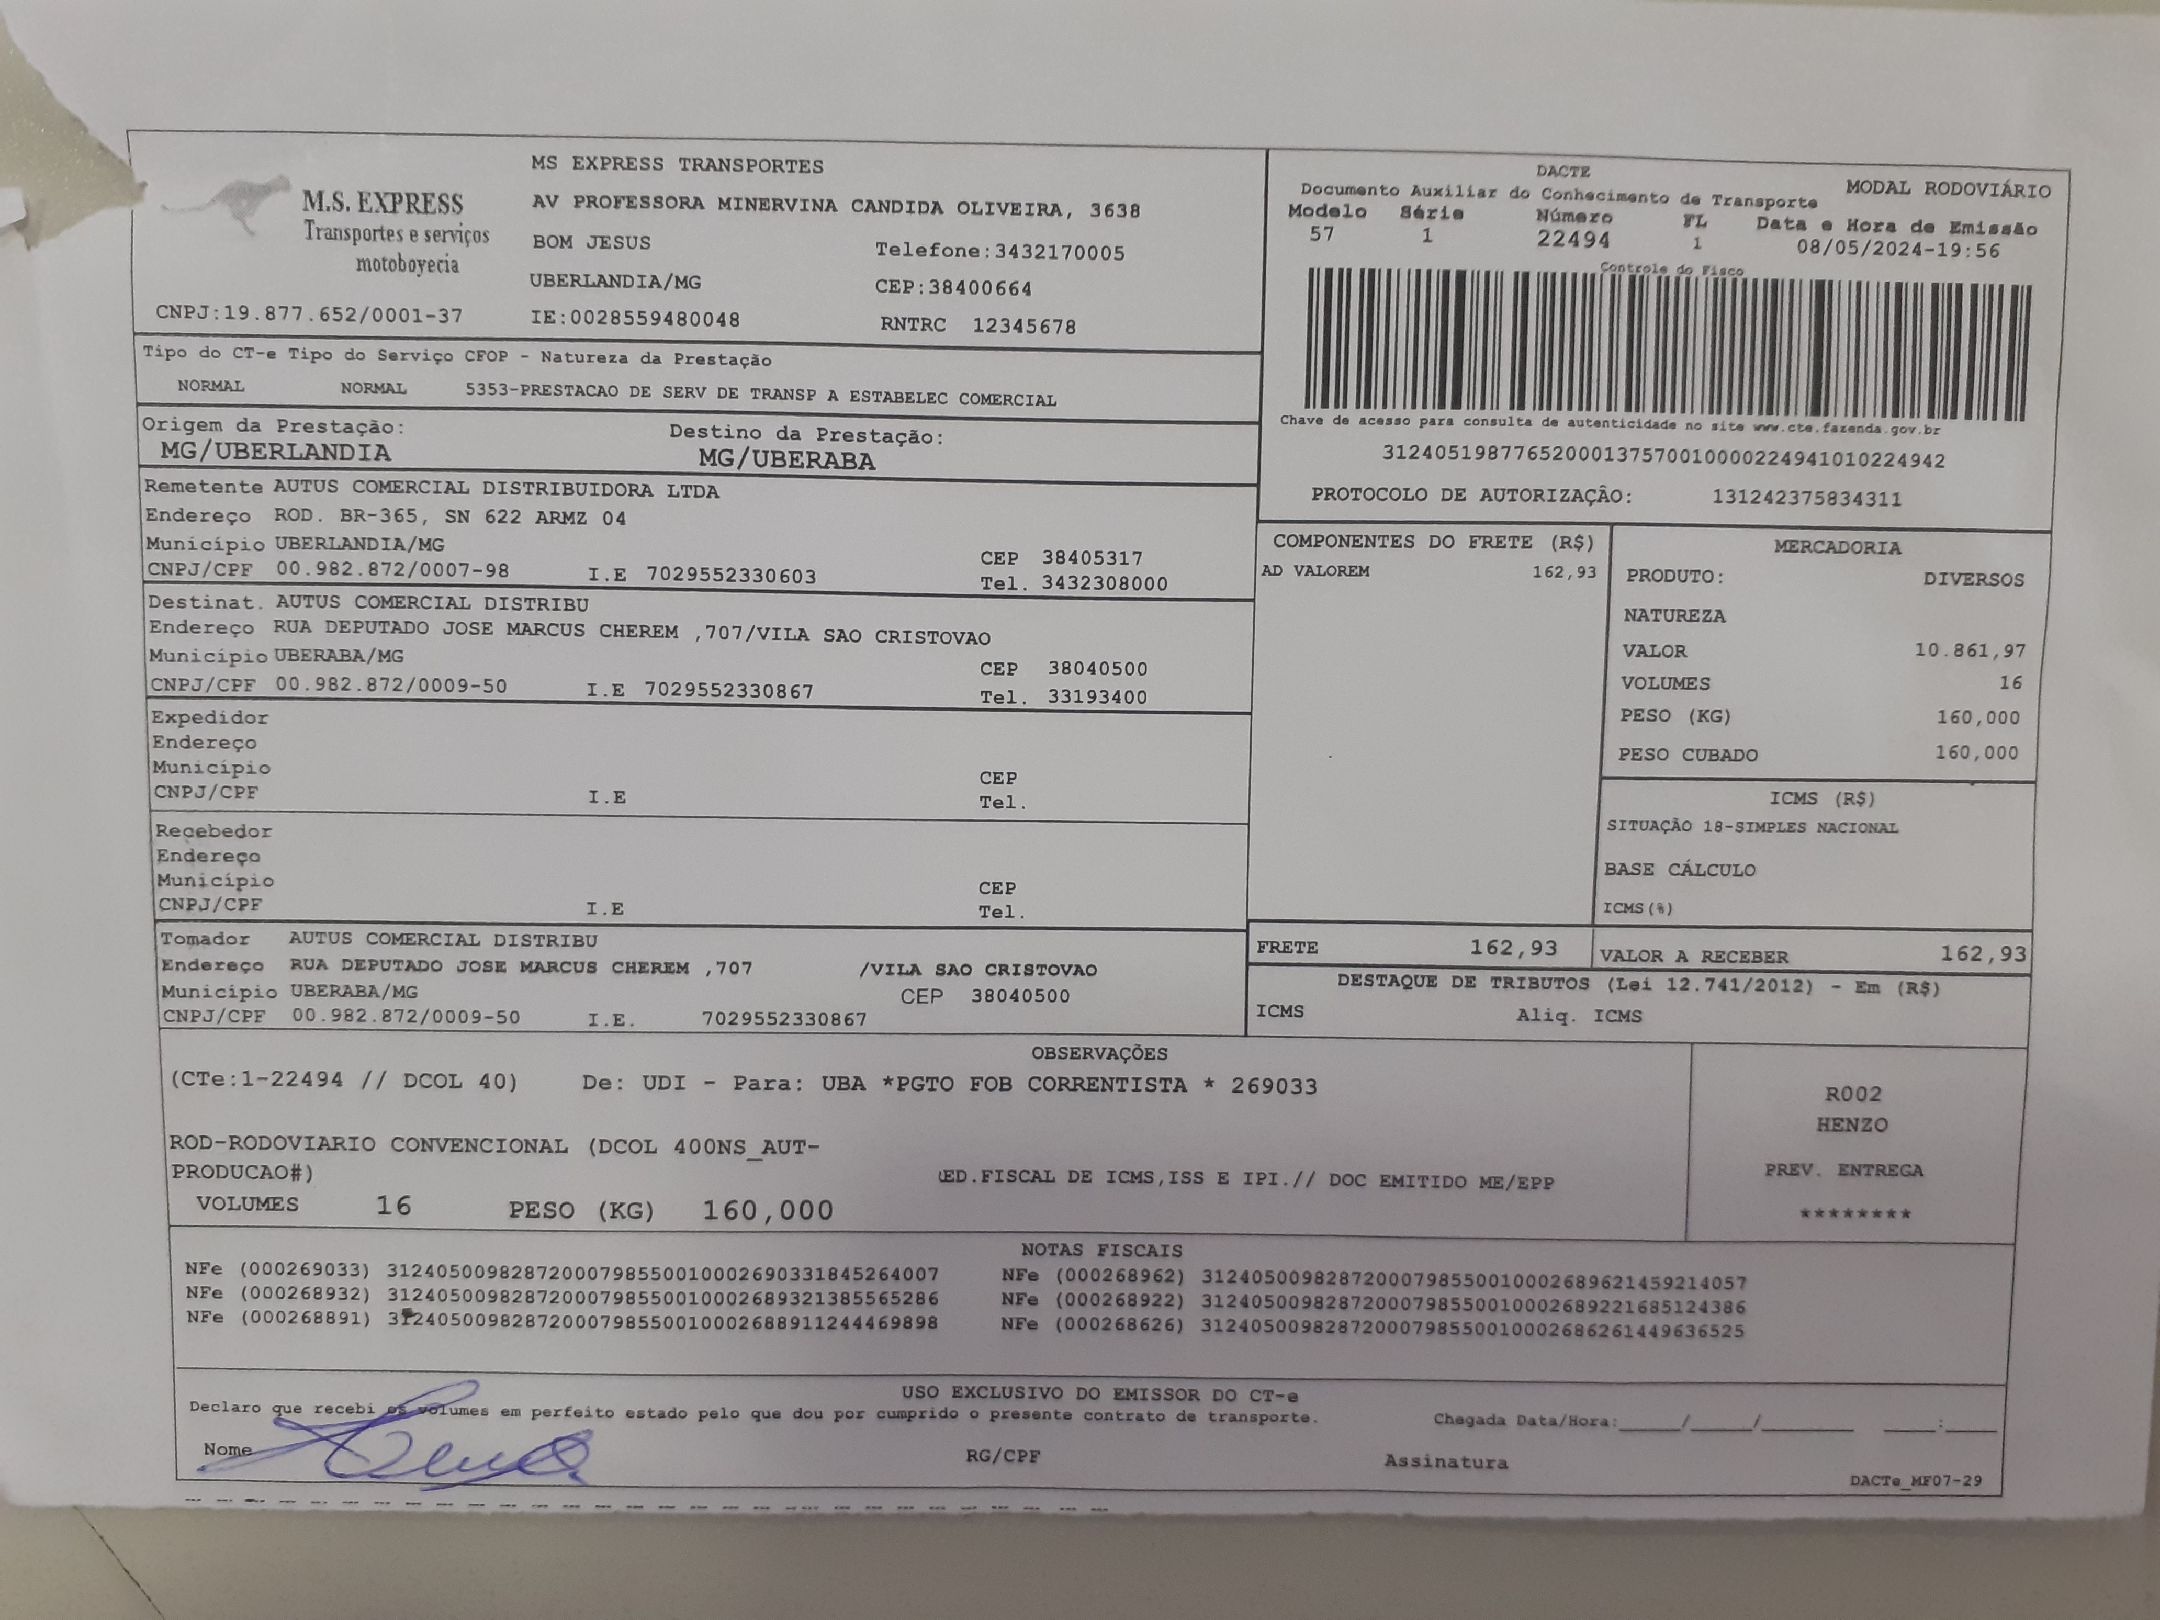 M.S. EXPRESS
Transportes e serviços
motoboyecia
CNPJ:19.877.652/0001-37
MS EXPRESS TRANSPORTES
AV PROFESSORA MINERVINA CANDIDA OLIVEIRA, 3638
BOM JESUS Telefone:3432170005
UBERLANDIA/MG CEP:38400664
IE:0028559480048 RNTRC 12345678
DACTE
MODAL RODOVIÁRIO
Documento Auxiliar do Conhecimento de Transporte
Modelo Série Número FL Data e Hora de Emissão
57 1 22494 1 08/05/2024-19:56
Controle do Fisco
Chave de acesso para consulta de autenticidade no site www.cte.fazenda.gov.br
31240519877652000137570010000224941010224942
PROTOCOLO DE AUTORIZAÇÃO: 131242375834311
Tipo do CT-e Tipo do Serviço CFOP - Natureza da Prestação
NORMAL NORMAL 5353-PRESTACAO DE SERV DE TRANSP A ESTABELEC COMERCIAL
Origem da Prestação: Destino da Prestação:
MG/UBERLANDIA MG/UBERABA
Remetente AUTUS COMERCIAL DISTRIBUIDORA LTDA
Endereço ROD. BR-365, SN 622 ARMZ 04
Município UBERLANDIA/MG CEP 38405317
CNPJ/CPF 00.982.872/0007-98 I.E 7029552330603 Tel. 3432308000
Destinat. AUTUS COMERCIAL DISTRIBU
Endereço RUA DEPUTADO JOSE MARCUS CHEREM ,707/VILA SAO CRISTOVAO
Município UBERABA/MG CEP 38040500
CNPJ/CPF 00.982.872/0009-50 I.E 7029552330867 Tel. 33193400
Expedidor
Endereço
Município CEP
CNPJ/CPF I.E Tel.
Recebedor
Endereço
Município CEP
CNPJ/CPF I.E Tel.
Tomador AUTUS COMERCIAL DISTRIBU
Endereço RUA DEPUTADO JOSE MARCUS CHEREM ,707 /VILA SAO CRISTOVAO
Município UBERABA/MG CEP 38040500
CNPJ/CPF 00.982.872/0009-50 I.E. 7029552330867
COMPONENTES DO FRETE (R$)
AD VALOREM 162,93
MERCADORIA
PRODUTO: DIVERSOS
NATUREZA
VALOR 10.861,97
VOLUMES 16
PESO (KG) 160,000
PESO CUBADO 160,000
ICMS (R$)
SITUAÇÃO 18-SIMPLES NACIONAL
BASE CÁLCULO
ICMS(%)
FRETE 162,93 VALOR A RECEBER 162,93
DESTAQUE DE TRIBUTOS (Lei 12.741/2012) - Em (R$)
ICMS Aliq. ICMS
OBSERVAÇÕES
(CTe:1-22494 // DCOL 40) De: UDI - Para: UBA *PGTO FOB CORRENTISTA * 269033
ROD-RODOVIARIO CONVENCIONAL (DCOL 400NS_AUT-
PRODUCAO#) ED.FISCAL DE ICMS,ISS E IPI.// DOC EMITIDO ME/EPP
VOLUMES 16 PESO (KG) 160,000
R002
HENZO
PREV. ENTREGA
********
NOTAS FISCAIS
NFe (000269033) 31240500982872000798550010002690331845264007 NFe (000268962) 31240500982872000798550010002689621459214057
NFe (000268932) 31240500982872000798550010002689321385565286 NFe (000268922) 31240500982872000798550010002689221685124386
NFe (000268891) 31240500982872000798550010002688911244469898 NFe (000268626) 31240500982872000798550010002686261449636525
USO EXCLUSIVO DO EMISSOR DO CT-e
Declaro que recebi os volumes em perfeito estado pelo que dou por cumprido o presente contrato de transporte. Chegada Data/Hora:_____/_____/________ _____:_____
Nome RG/CPF Assinatura
DACTe_MF07-29